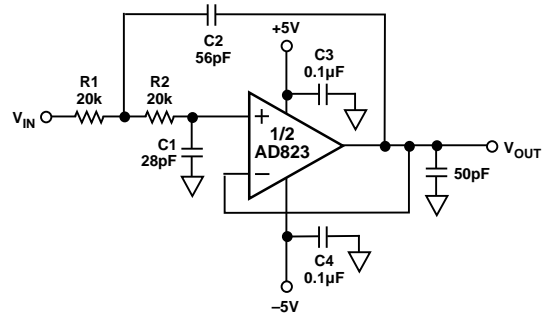 C2
56pF
+5V
C3
0.1µF
R1
20k
R2
20k
VIN
C1
28pF
+
1/2
AD823
–
VOUT
50pF
C4
0.1µF
–5V